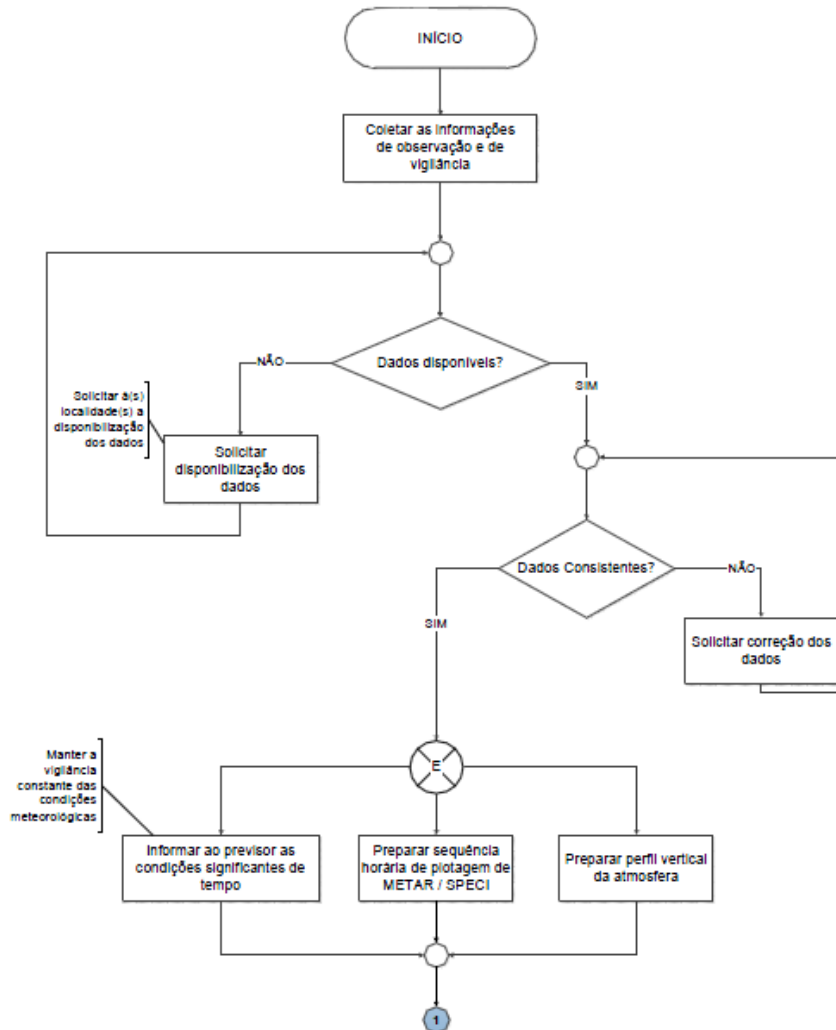 INÍCIO
Coletar as informações
de observação e de
vigilância
Dados disponíveis?
NÃO
SIM
Solicitar à(s)
localidade(s) a
disponibilização
dos dados
Solicitar
disponibilização dos
dados
Dados Consistentes?
NÃO
SIM
Solicitar correção dos
dados
E
Manter a
vigilância
constante das
condições
meteorológicas
Informar ao previsor as
condições significantes de
tempo
Preparar sequência
horária de plotagem de
METAR / SPECI
Preparar perfil vertical
da atmosfera
1